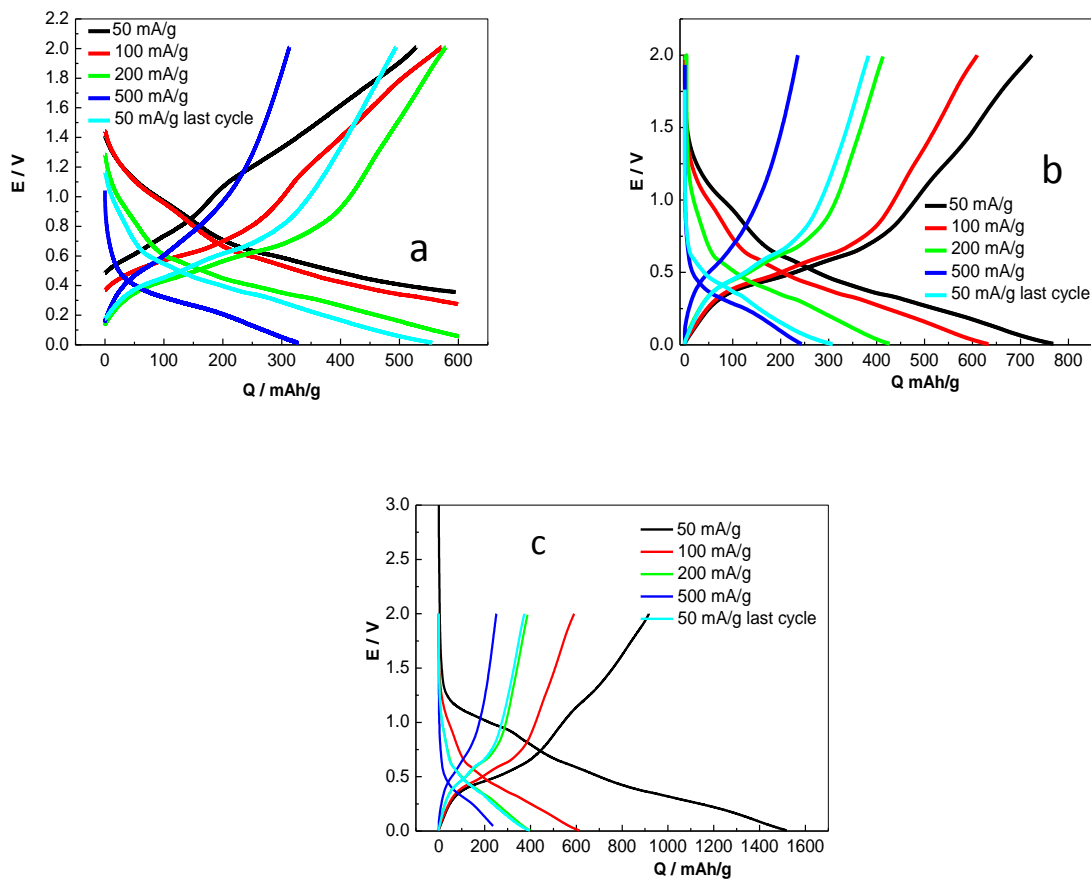 2.2
2.0
1.8
1.6
1.4
1.2
1.0
0.8
0.6
0.4
0.2
0.0
E / V
50 mA/g
100 mA/g
200 mA/g
500 mA/g
50 mA/g last cycle
a
0 100 200 300 400 500 600
Q / mAh/g
2.0
1.5
1.0
0.5
0.0
E / V
b
50 mA/g
100 mA/g
200 mA/g
500 mA/g
50 mA/g last cycle
0 100 200 300 400 500 600 700 800
Q mAh/g
3.0
2.5
2.0
1.5
1.0
0.5
0.0
E / V
c
50 mA/g
100 mA/g
200 mA/g
500 mA/g
50 mA/g last cycle
0 200 400 600 800 1000 1200 1400 1600
Q / mAh/g